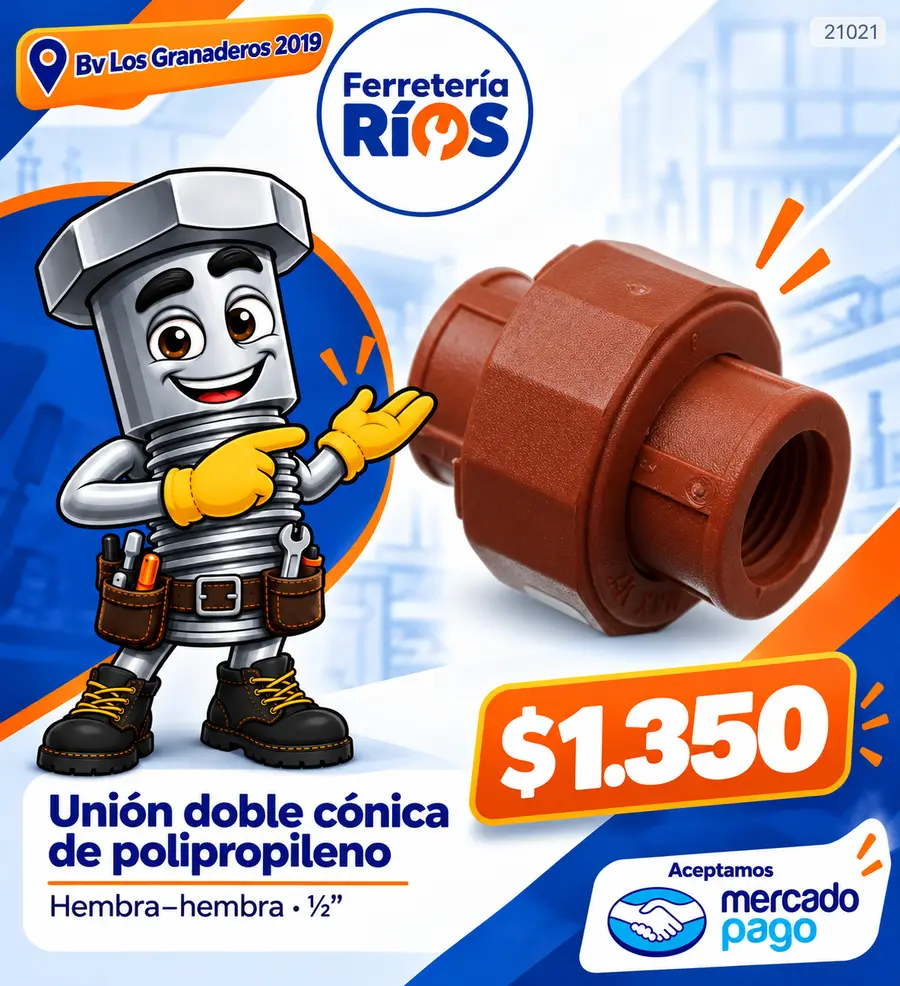 Bv Los Granaderos 2019
Ferretería
RÍOS
21021
$1.350
Unión doble cónica
de polipropileno
Hembra–hembra • ½”
Aceptamos
mercado
pago